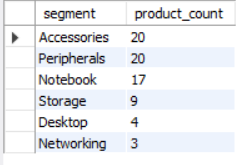 segment product_count
Accessories 20
Peripherals 20
Notebook 17
Storage 9
Desktop 4
Networking 3